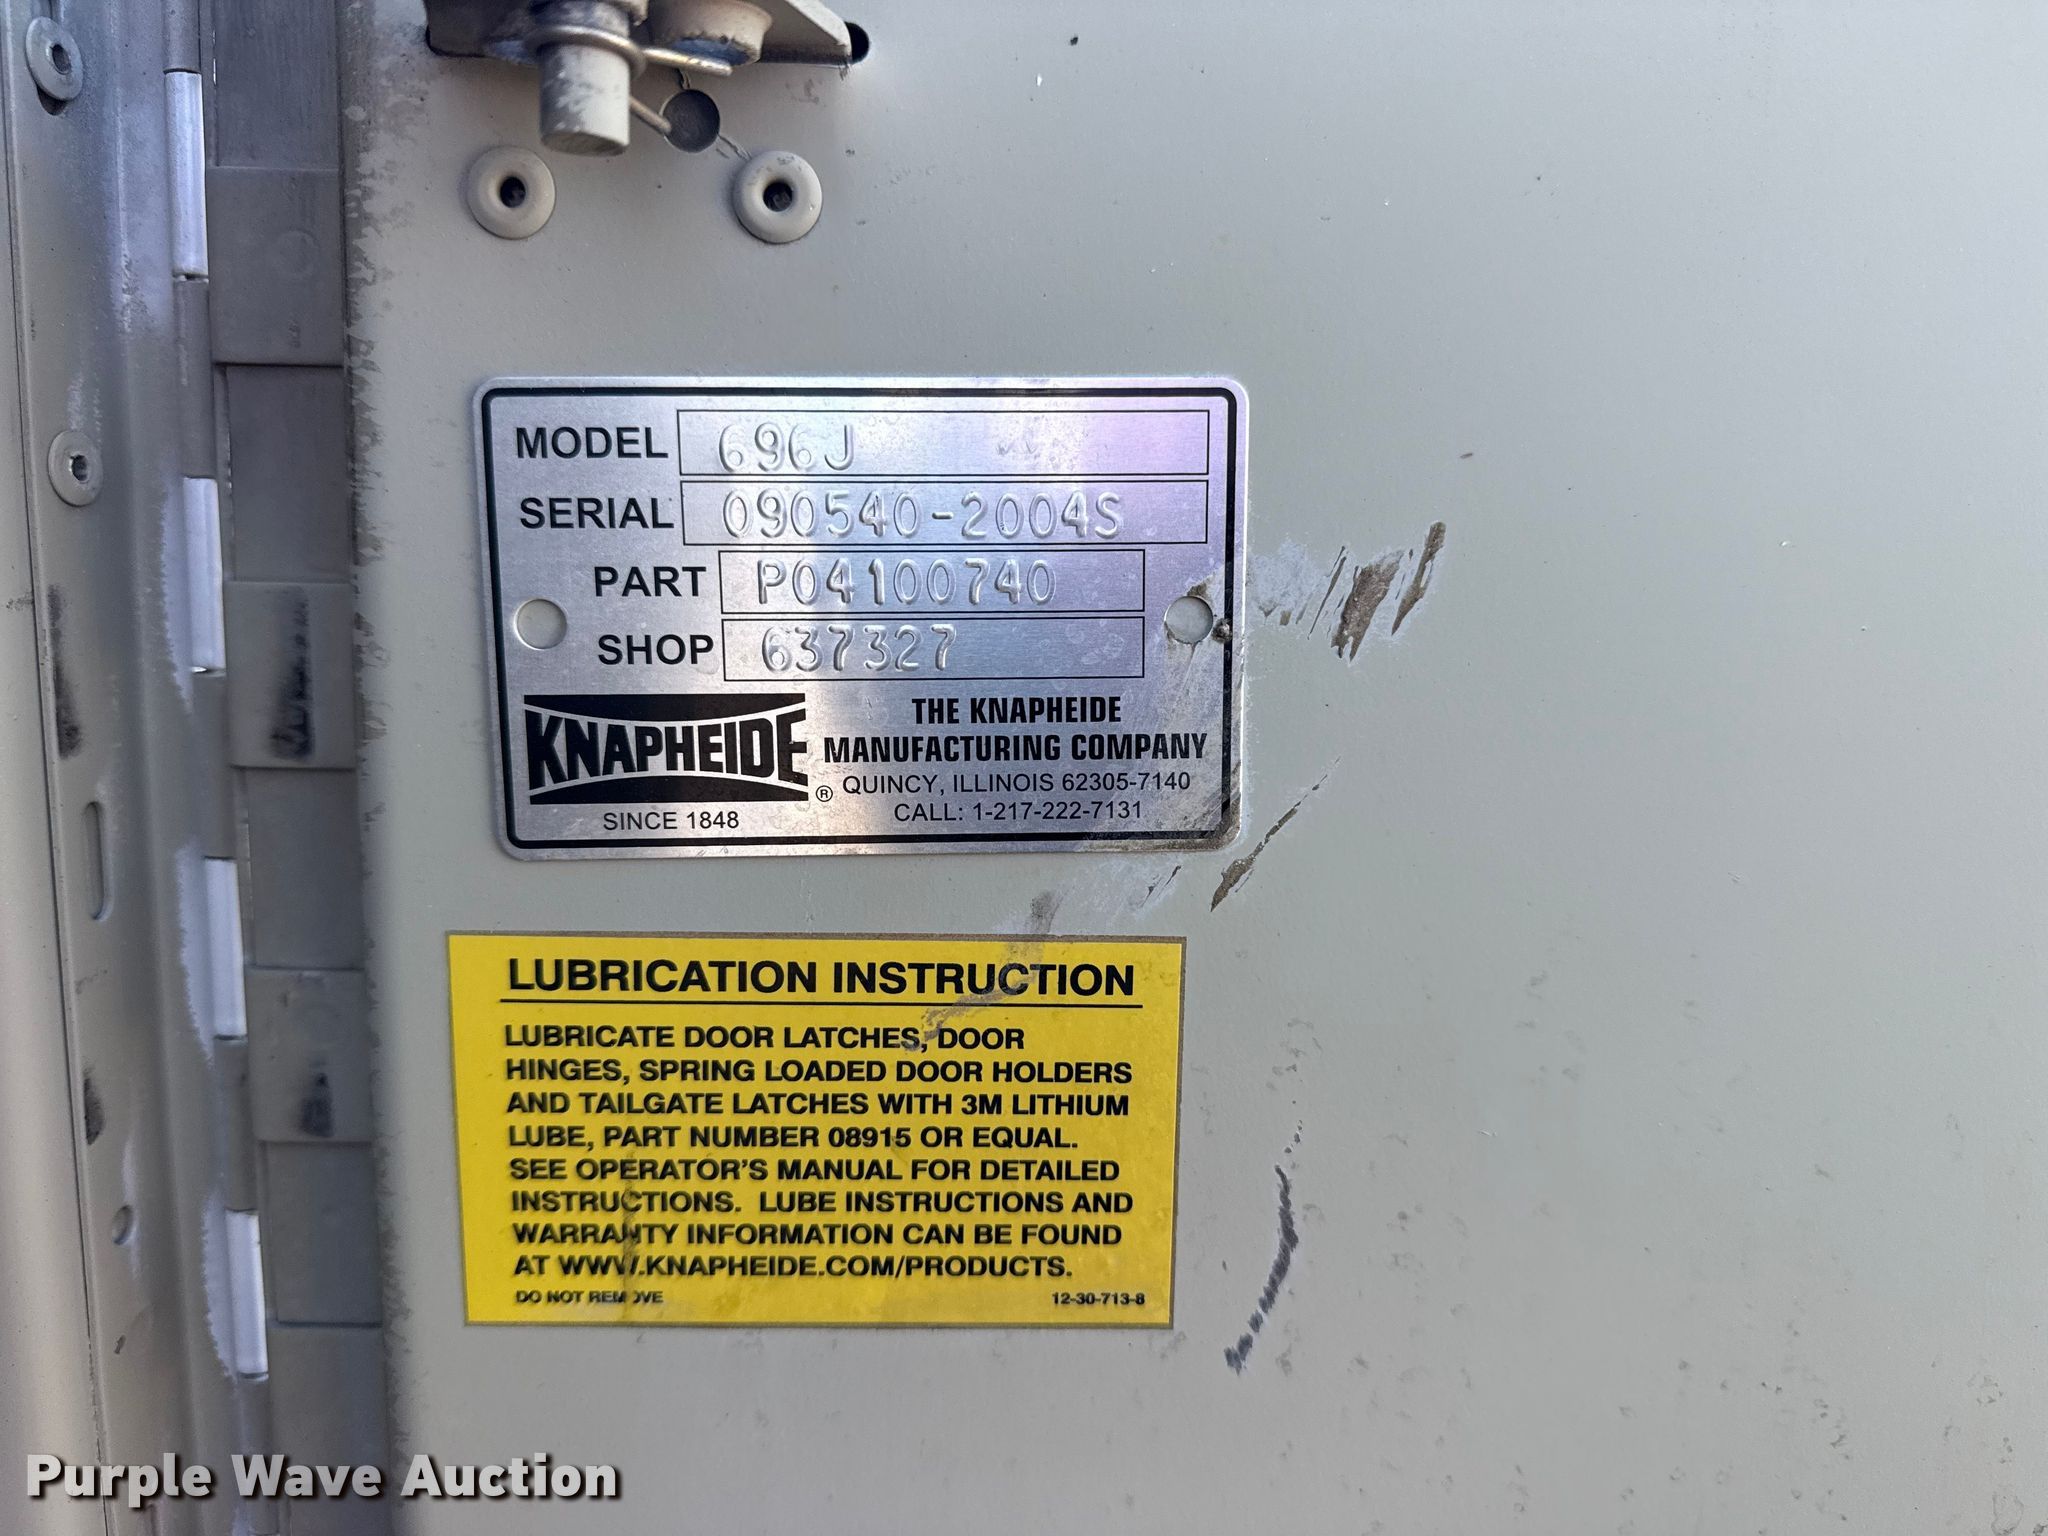 MODEL 696J
SERIAL 090540-2004S
PART P04100740
SHOP 637327
KNAPHEIDE®
SINCE 1848
THE KNAPHEIDE
MANUFACTURING COMPANY
QUINCY, ILLINOIS 62305-7140
CALL: 1-217-222-7131
LUBRICATION INSTRUCTION
LUBRICATE DOOR LATCHES, DOOR
HINGES, SPRING LOADED DOOR HOLDERS
AND TAILGATE LATCHES WITH 3M LITHIUM
LUBE, PART NUMBER 08915 OR EQUAL.
SEE OPERATOR'S MANUAL FOR DETAILED
INSTRUCTIONS. LUBE INSTRUCTIONS AND
WARRANTY INFORMATION CAN BE FOUND
AT WWW.KNAPHEIDE.COM/PRODUCTS.
DO NOT REMOVE 12-30-713-8
Purple Wave Auction